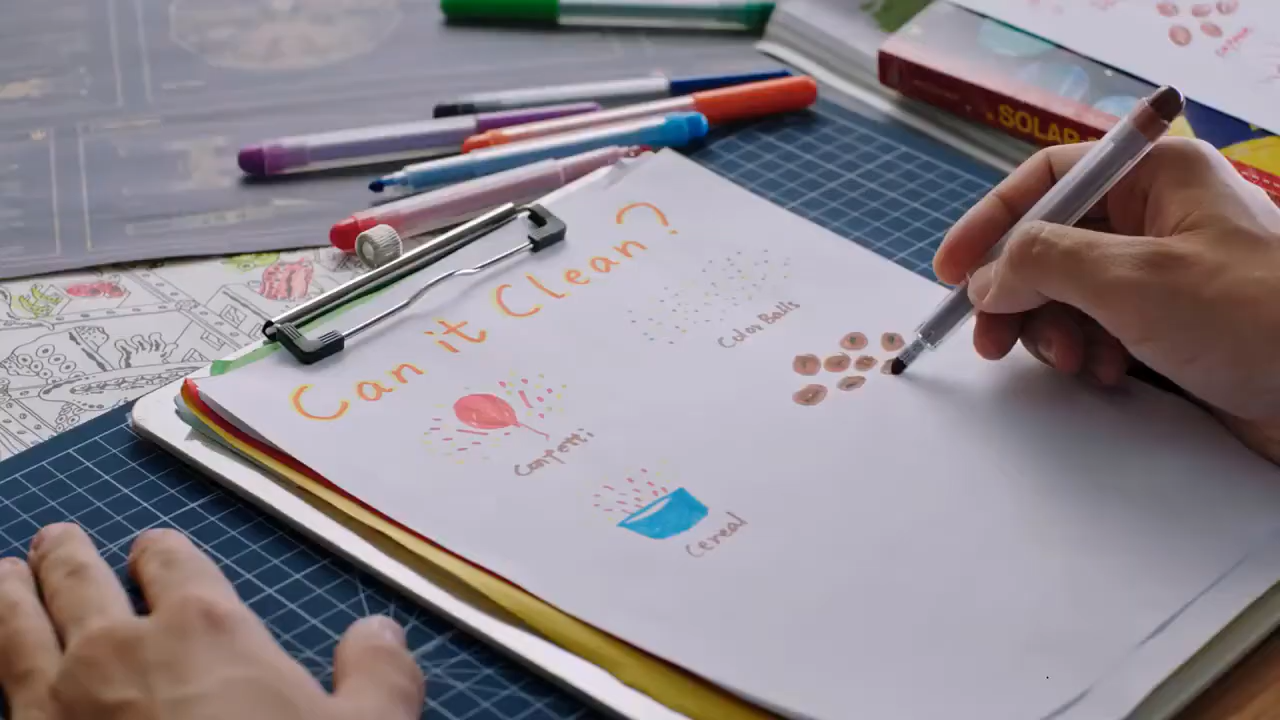 Can it Clean?
Color Balls
Confetti
Cereal
SOLAR